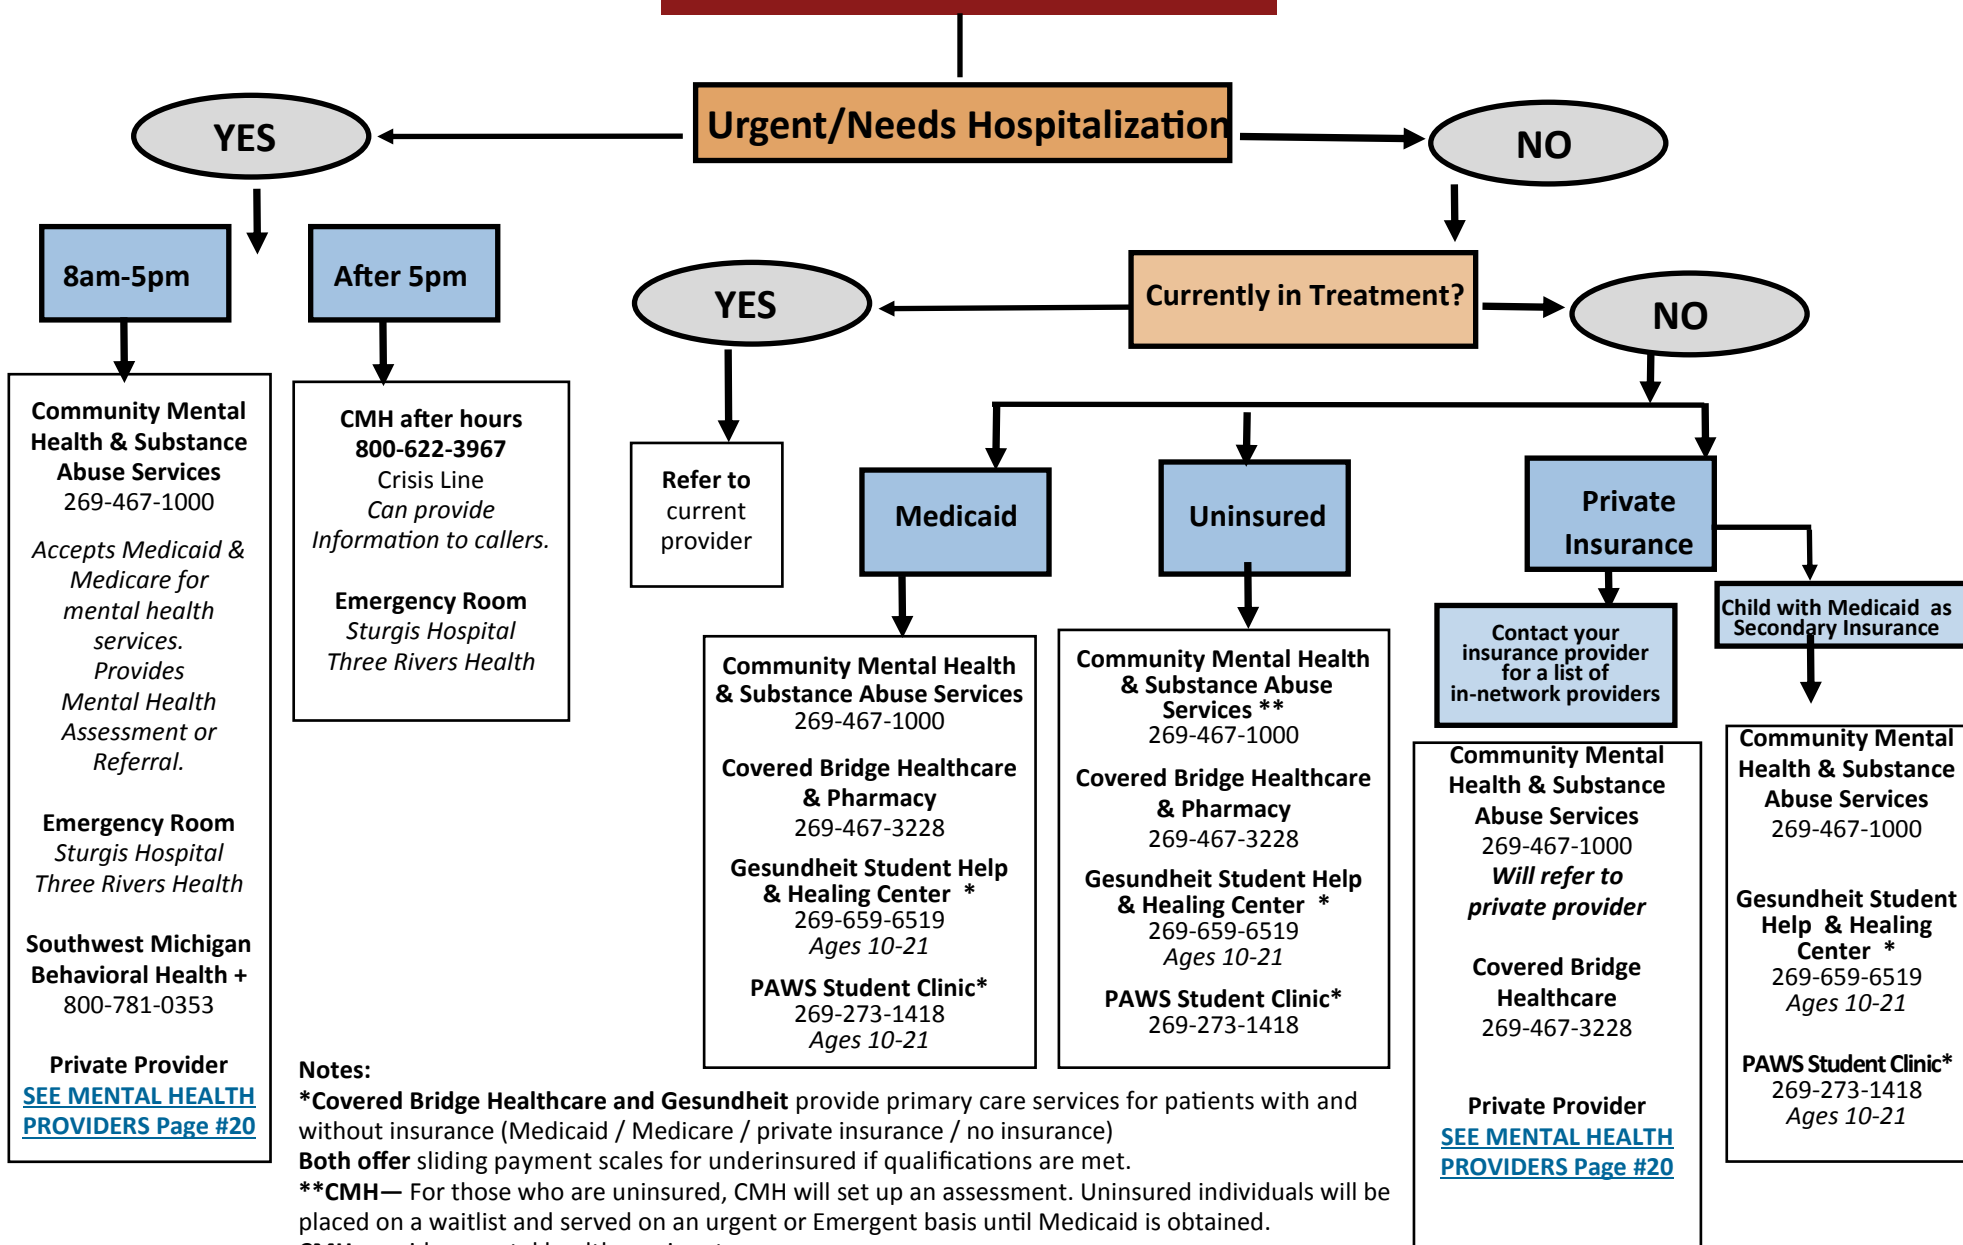 Urgent/Needs Hospitalization
YES
NO
8am-5pm
After 5pm
Currently in Treatment?
YES
NO
Community Mental
Health & Substance
Abuse Services
269-467-1000
Accepts Medicaid &
Medicare for
mental health
services.
Provides
Mental Health
Assessment or
Referral.
Emergency Room
Sturgis Hospital
Three Rivers Health
Southwest Michigan
Behavioral Health +
800-781-0353
Private Provider
SEE MENTAL HEALTH
PROVIDERS Page #20
CMH after hours
800-622-3967
Crisis Line
Can provide
Information to callers.
Emergency Room
Sturgis Hospital
Three Rivers Health
Refer to
current
provider
Medicaid
Uninsured
Private
Insurance
Contact your
insurance provider
for a list of
in-network providers
Child with Medicaid as
Secondary Insurance
Community Mental Health
& Substance Abuse Services
269-467-1000
Covered Bridge Healthcare
& Pharmacy
269-467-3228
Gesundheit Student Help
& Healing Center *
269-659-6519
Ages 10-21
PAWS Student Clinic*
269-273-1418
Ages 10-21
Community Mental Health
& Substance Abuse
Services **
269-467-1000
Covered Bridge Healthcare
& Pharmacy
269-467-3228
Gesundheit Student Help
& Healing Center *
269-659-6519
Ages 10-21
PAWS Student Clinic*
269-273-1418
Community Mental
Health & Substance
Abuse Services
269-467-1000
Will refer to
private provider
Covered Bridge
Healthcare
269-467-3228
Private Provider
SEE MENTAL HEALTH
PROVIDERS Page #20
Community Mental
Health & Substance
Abuse Services
269-467-1000
Gesundheit Student
Help & Healing
Center *
269-659-6519
Ages 10-21
PAWS Student Clinic*
269-273-1418
Ages 10-21
Notes:
*Covered Bridge Healthcare and Gesundheit provide primary care services for patients with and
without insurance (Medicaid / Medicare / private insurance / no insurance)
Both offer sliding payment scales for underinsured if qualifications are met.
**CMH— For those who are uninsured, CMH will set up an assessment. Uninsured individuals will be
placed on a waitlist and served on an urgent or Emergent basis until Medicaid is obtained.